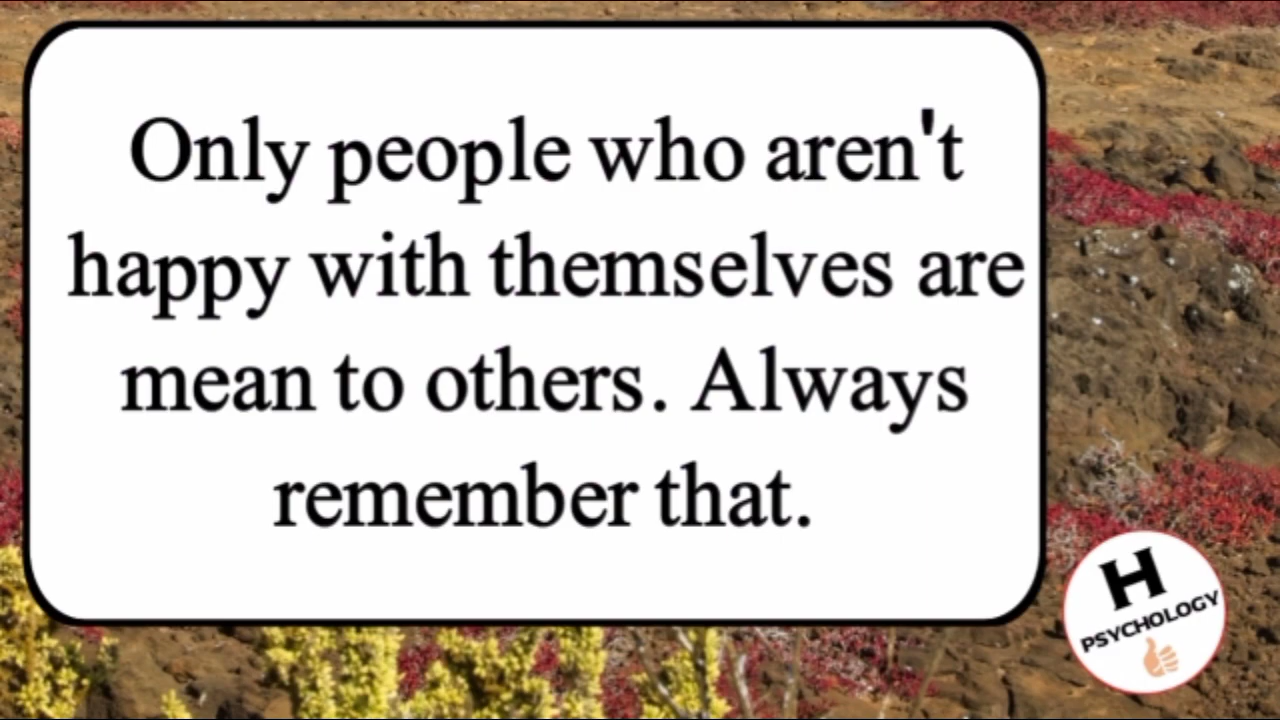 Only people who aren't
happy with themselves are
mean to others. Always
remember that.
H
PSYCHOLOGY